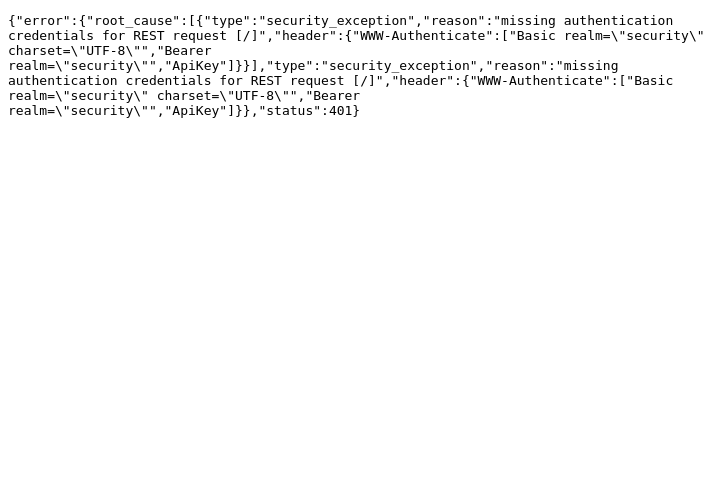 {"error":{"root_cause":[{"type":"security_exception","reason":"missing authentication
credentials for REST request [/]","header":{"WWW-Authenticate":["Basic realm=\"security\"
charset=\"UTF-8\"","Bearer
realm=\"security\"","ApiKey"]}}],"type":"security_exception","reason":"missing
authentication credentials for REST request [/]","header":{"WWW-Authenticate":["Basic
realm=\"security\" charset=\"UTF-8\"","Bearer
realm=\"security\"","ApiKey"]}},"status":401}